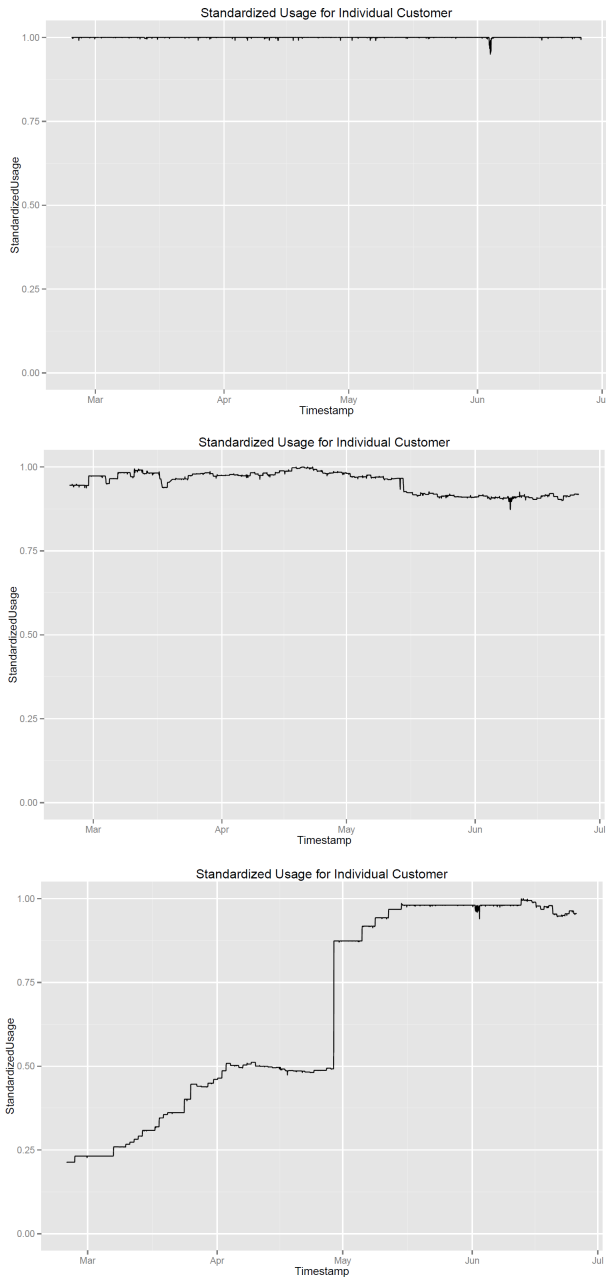 Standardized Usage for Individual Customer
1.00
0.75
0.50
0.25
0.00
StandardizedUsage
Mar Apr May Jun Ju
Timestamp
Standardized Usage for Individual Customer
1.00
0.75
0.50
0.25
0.00
StandardizedUsage
Mar Apr May Jun Jul
Timestamp
Standardized Usage for Individual Customer
1.00
0.75
0.50
0.25
0.00
StandardizedUsage
Mar Apr May Jun Jul
Timestamp